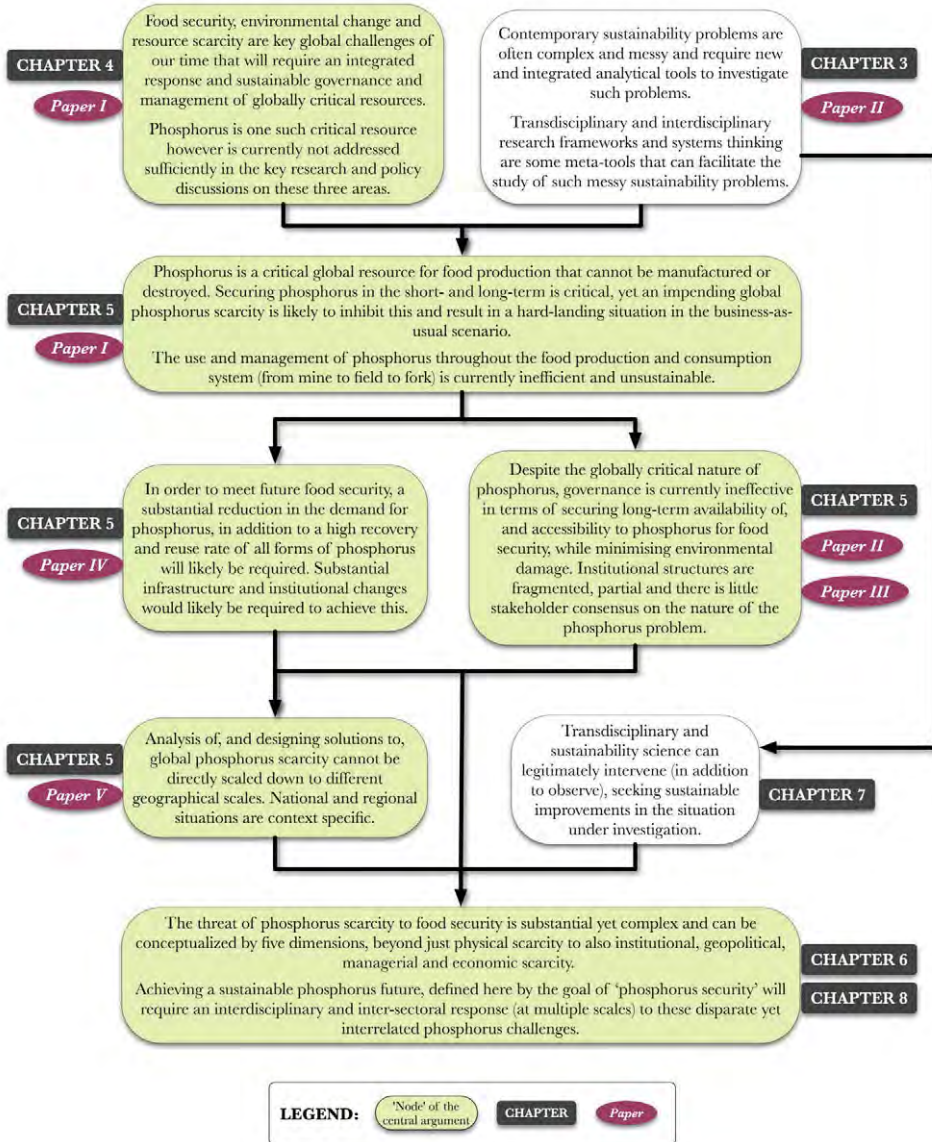 CHAPTER 4
Paper I
Food security, environmental change and
resource scarcity are key global challenges of
our time that will require an integrated
response and sustainable governance and
management of globally critical resources.
Phosphorus is one such critical resource
however is currently not addressed
sufficiently in the key research and policy
discussions on these three areas.
Contemporary sustainability problems are
often complex and messy and require new
and integrated analytical tools to investigate
such problems.
Transdisciplinary and interdisciplinary
research frameworks and systems thinking
are some meta-tools that can facilitate the
study of such messy sustainability problems.
CHAPTER 3
Paper II
CHAPTER 5
Paper I
Phosphorus is a critical global resource for food production that cannot be manufactured or
destroyed. Securing phosphorus in the short- and long-term is critical, yet an impending global
phosphorus scarcity is likely to inhibit this and result in a hard-landing situation in the business-as-
usual scenario.
The use and management of phosphorus throughout the food production and consumption
system (from mine to field to fork) is currently inefficient and unsustainable.
CHAPTER 5
Paper IV
In order to meet future food security, a
substantial reduction in the demand for
phosphorus, in addition to a high recovery
and reuse rate of all forms of phosphorus
will likely be required. Substantial
infrastructure and institutional changes
would likely be required to achieve this.
Despite the globally critical nature of
phosphorus, governance is currently ineffective
in terms of securing long-term availability of,
and accessibility to phosphorus for food
security, while minimising environmental
damage. Institutional structures are
fragmented, partial and there is little
stakeholder consensus on the nature of the
phosphorus problem.
CHAPTER 5
Paper II
Paper III
CHAPTER 5
Paper V
Analysis of, and designing solutions to,
global phosphorus scarcity cannot be
directly scaled down to different
geographical scales. National and regional
situations are context specific.
Transdisciplinary and
sustainability science can
legitimately intervene (in addition
to observe), seeking sustainable
improvements in the situation
under investigation.
CHAPTER 7
The threat of phosphorus scarcity to food security is substantial yet complex and can be
conceptualized by five dimensions, beyond just physical scarcity to also institutional, geopolitical,
managerial and economic scarcity.
Achieving a sustainable phosphorus future, defined here by the goal of 'phosphorus security' will
require an interdisciplinary and inter-sectoral response (at multiple scales) to these disparate yet
interrelated phosphorus challenges.
CHAPTER 6
CHAPTER 8
LEGEND:
'Node' of the
central argument
CHAPTER
Paper